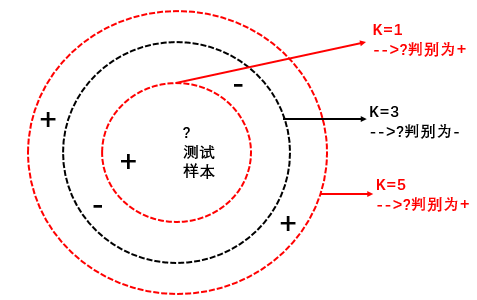 K=1
-->?判别为+
-
+
K=3
-->?判别为-
?
测试
样本
+
K=5
-->?判别为+
-
+